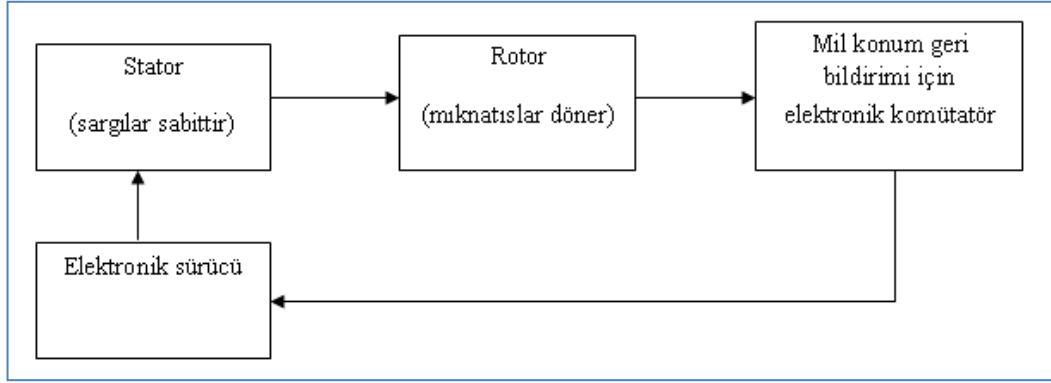 Stator
(sargılar sabittir)
Rotor
(mıknatıslar döner)
Mil konum geri
bildirimi için
elektronik komütatör
Elektronik sürücü